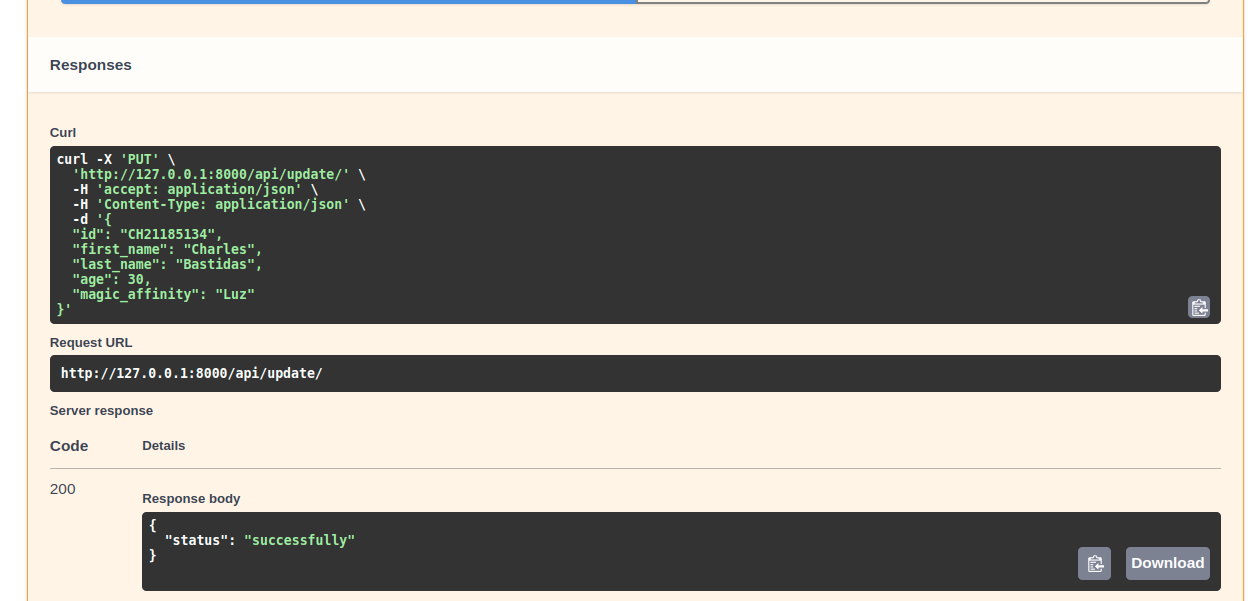 Responses
Curl
curl -X 'PUT' \
  'http://127.0.0.1:8000/api/update/' \
  -H 'accept: application/json' \
  -H 'Content-Type: application/json' \
  -d '{
  "id": "CH21185134",
  "first_name": "Charles",
  "last_name": "Bastidas",
  "age": 30,
  "magic_affinity": "Luz"
}'
Request URL
http://127.0.0.1:8000/api/update/
Server response
Code Details
200
Response body
{
  "status": "successfully"
}
Download